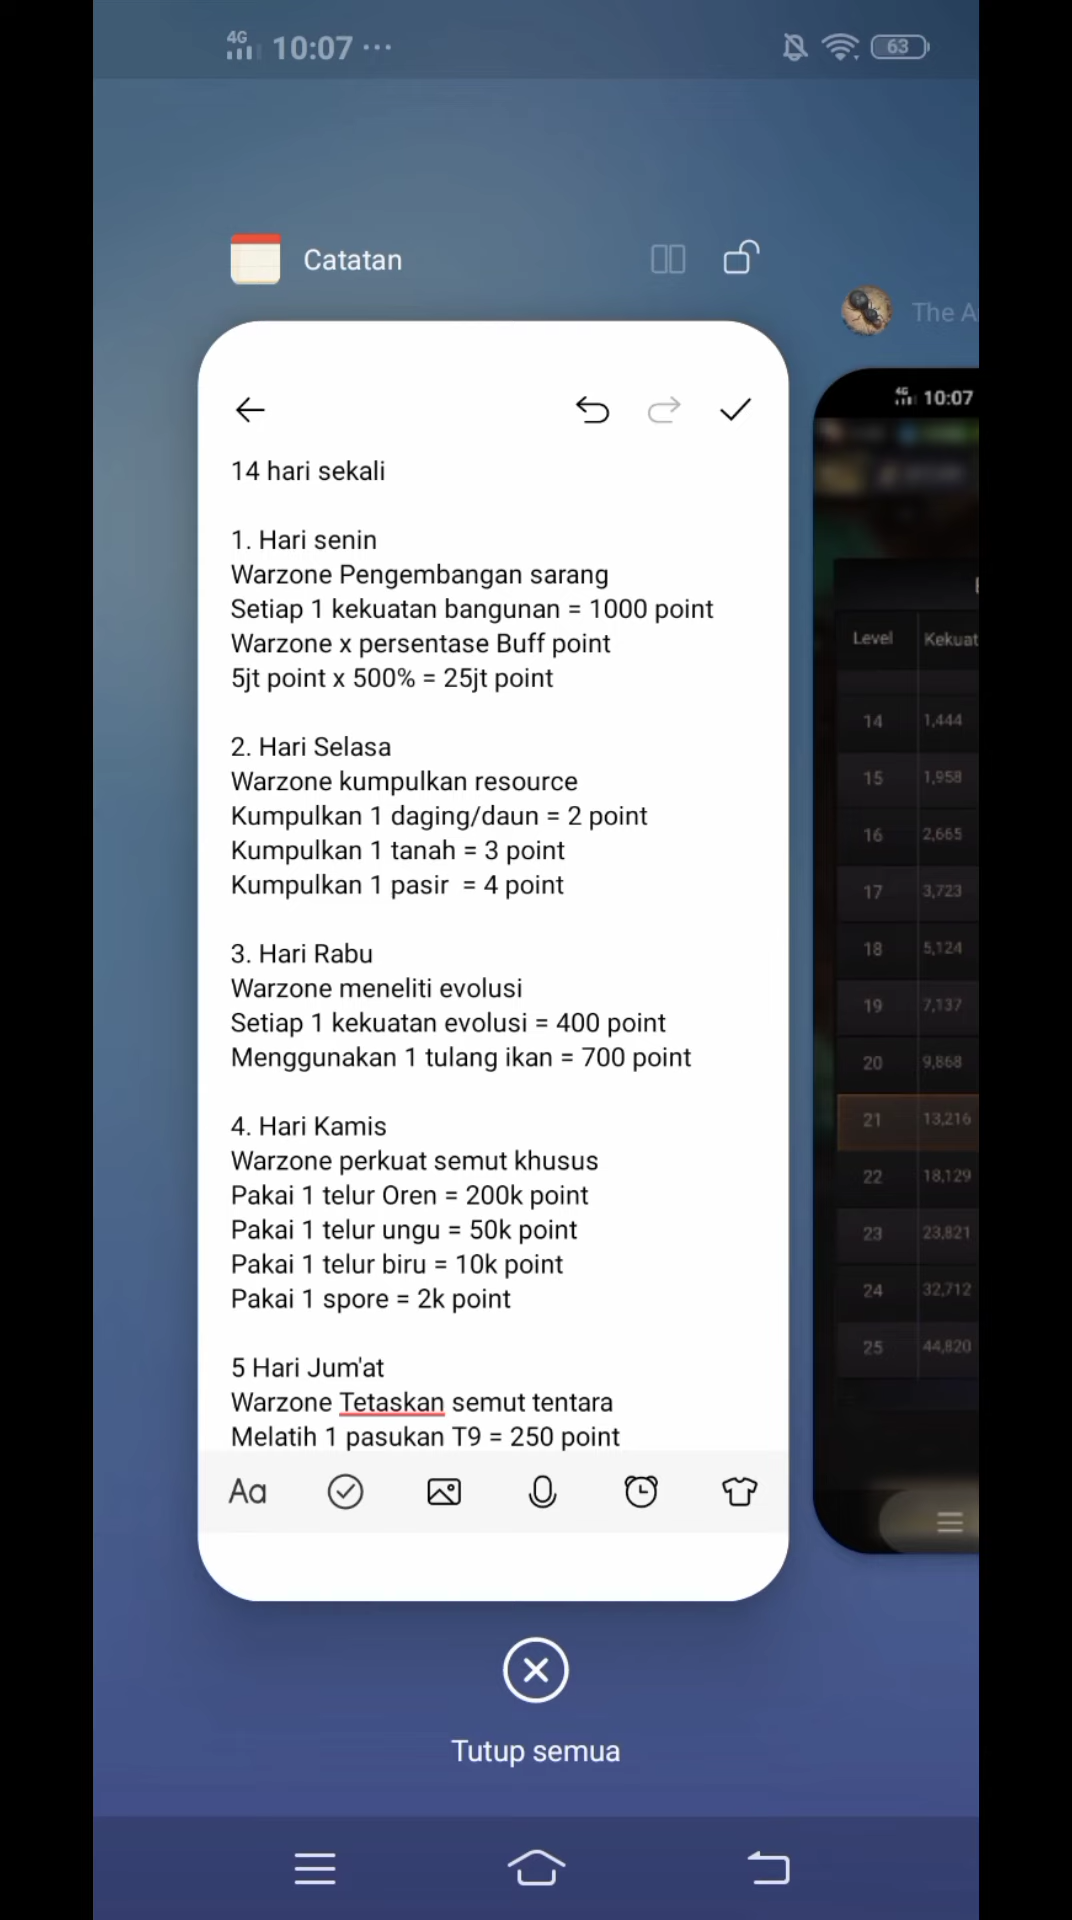 4G 10:07 ...
63
Catatan
The A
14 hari sekali
1. Hari senin
Warzone Pengembangan sarang
Setiap 1 kekuatan bangunan = 1000 point
Warzone x persentase Buff point
5jt point x 500% = 25jt point
2. Hari Selasa
Warzone kumpulkan resource
Kumpulkan 1 daging/daun = 2 point
Kumpulkan 1 tanah = 3 point
Kumpulkan 1 pasir  = 4 point
3. Hari Rabu
Warzone meneliti evolusi
Setiap 1 kekuatan evolusi = 400 point
Menggunakan 1 tulang ikan = 700 point
4. Hari Kamis
Warzone perkuat semut khusus
Pakai 1 telur Oren = 200k point
Pakai 1 telur ungu = 50k point
Pakai 1 telur biru = 10k point
Pakai 1 spore = 2k point
5 Hari Jum'at
Warzone Tetaskan semut tentara
Melatih 1 pasukan T9 = 250 point
Aa
4G 10:07
Level Kekuat
14 1,444
15 1,958
16 2,665
17 3,723
18 5,124
19 7,137
20 9,868
21 13,216
22 18,129
23 23,821
24 32,712
25 44,820
Tutup semua